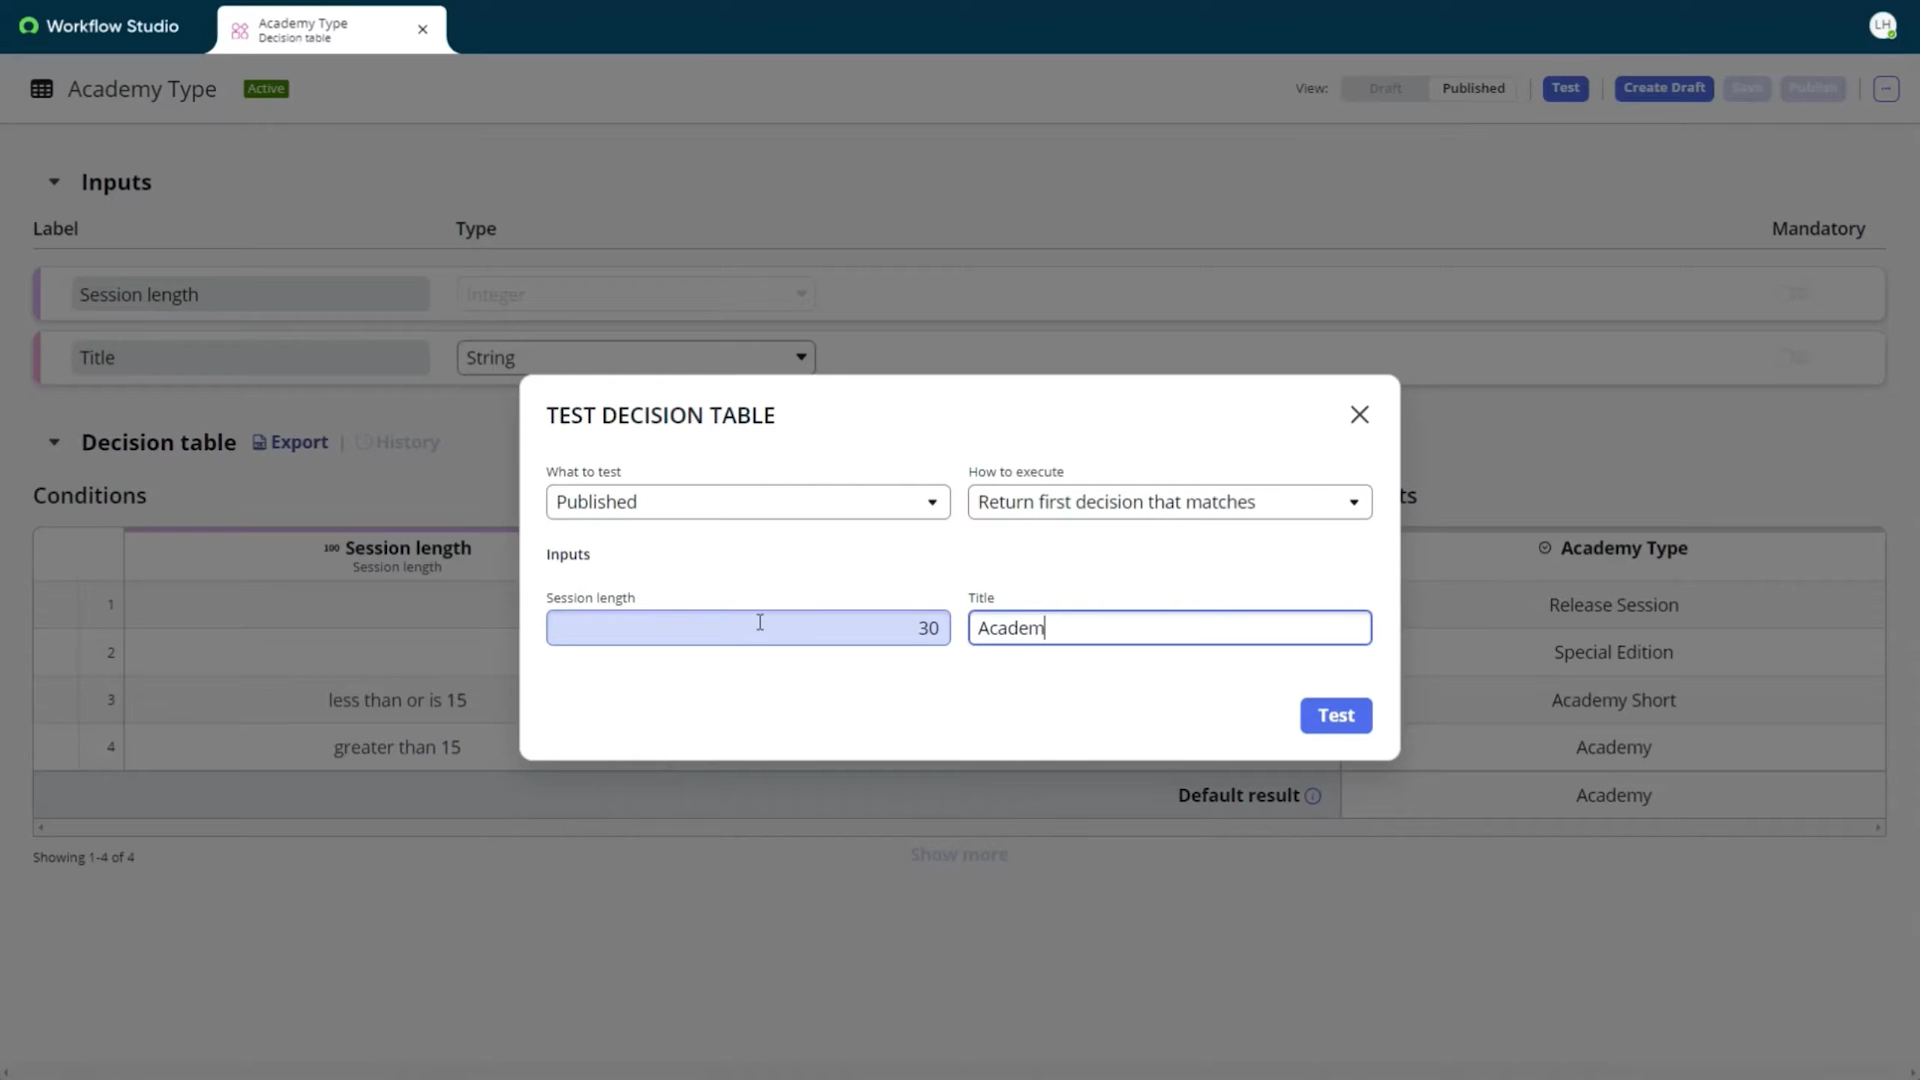 Workflow Studio
Academy Type
Decision table
LH
Academy Type
Active
View:
Draft
Published
Test
Create Draft
Save
Publish
Inputs
Label
Type
Mandatory
Session length
Integer
Title
String
Decision table
Export
|
History
Conditions
ts
100 Session length
Session length
Academy Type
1
Release Session
2
Special Edition
3
less than or is 15
Academy Short
4
greater than 15
Academy
Default result
Academy
Showing 1-4 of 4
Show more
TEST DECISION TABLE
What to test
Published
How to execute
Return first decision that matches
Inputs
Session length
30
Title
Academ
Test